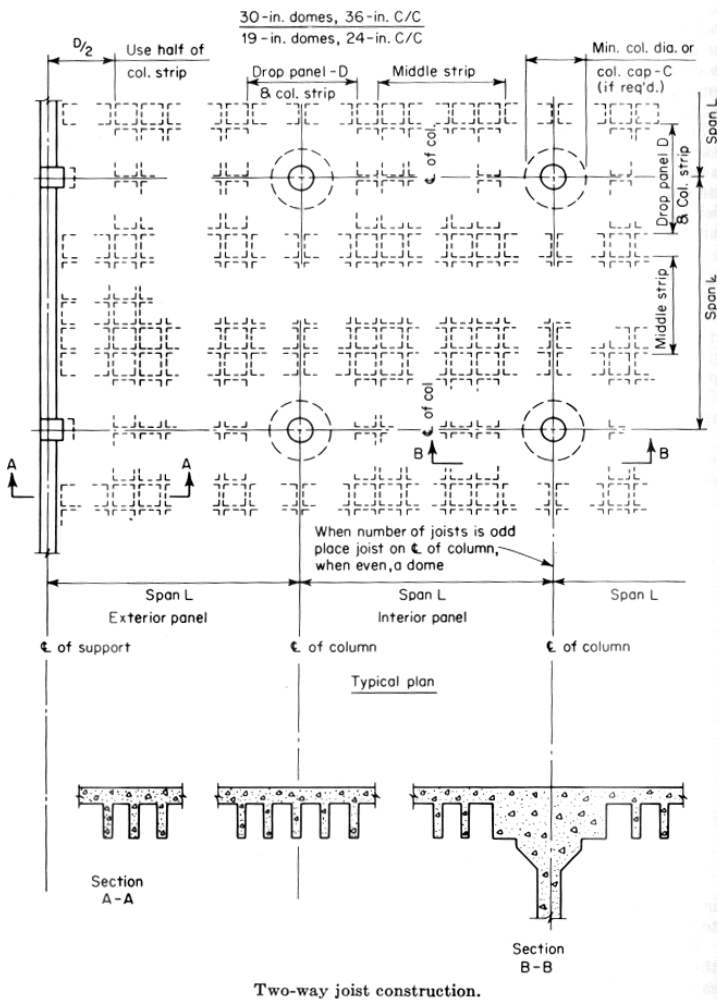 30-in. domes, 36-in. C/C
19-in. domes, 24-in. C/C
D/2
Use half of
col. strip
Drop panel-D
& col. strip
Middle strip
Min. col. dia. or
col. cap-C
(if req'd.)
Span L
℄ of col.
Drop panel D
& Col. strip
Middle strip
Span L
℄ of col
A
A
B
B
When number of joists is odd
place joist on ℄ of column,
when even, a dome
Span L
Span L
Span L
Exterior panel
Interior panel
℄ of support
℄ of column
℄ of column
Typical plan
Section
A-A
Section
B-B
Two-way joist construction.